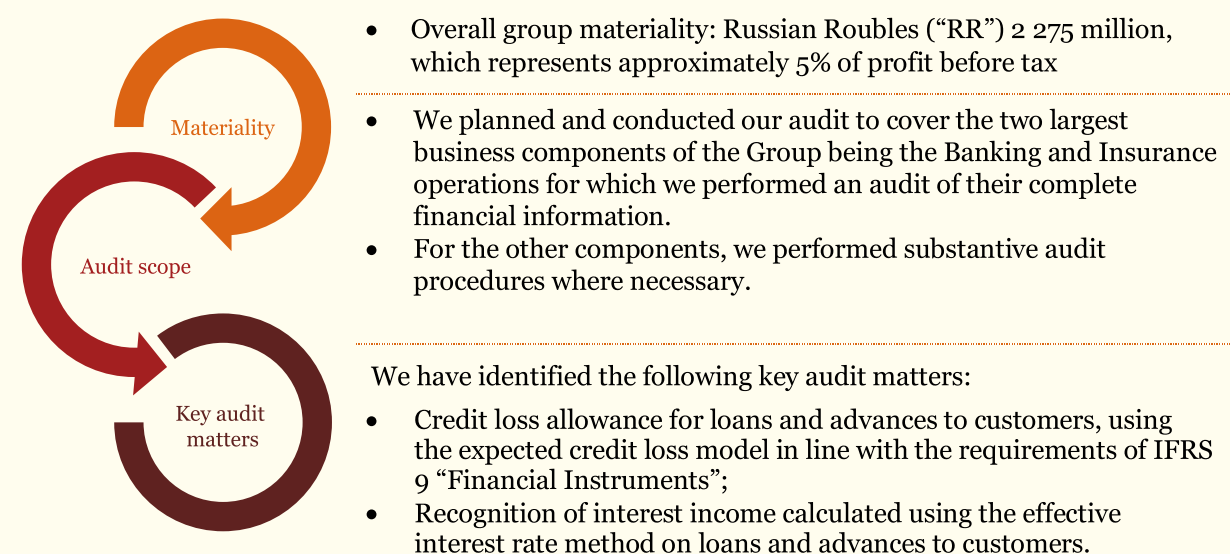 Materiality
• Overall group materiality: Russian Roubles (“RR”) 2 275 million,
which represents approximately 5% of profit before tax
Audit scope
• We planned and conducted our audit to cover the two largest
business components of the Group being the Banking and Insurance
operations for which we performed an audit of their complete
financial information.
• For the other components, we performed substantive audit
procedures where necessary.
Key audit
matters
We have identified the following key audit matters:
• Credit loss allowance for loans and advances to customers, using
the expected credit loss model in line with the requirements of IFRS
9 “Financial Instruments”;
• Recognition of interest income calculated using the effective
interest rate method on loans and advances to customers.